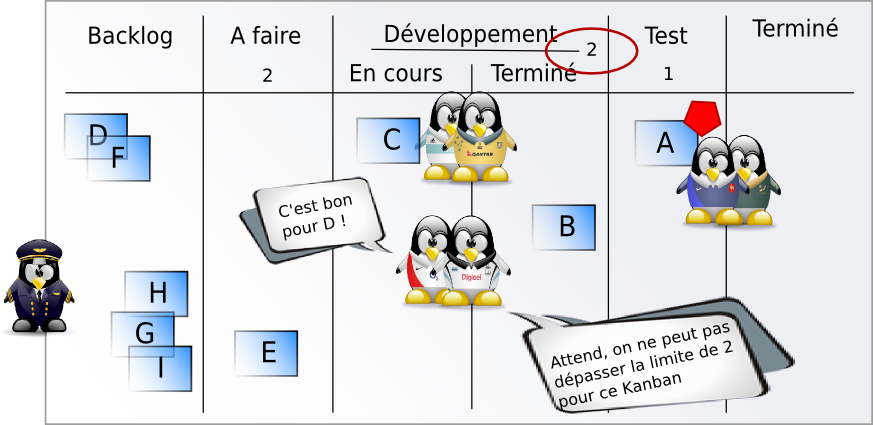 Backlog
A faire
2
Développement
2
En cours
Terminé
Test
1
Terminé
D
F
C
QANTAS
A
C'est bon
pour D !
B
O2
Digicel
H
G
I
E
Attend, on ne peut pas
dépasser la limite de 2
pour ce Kanban